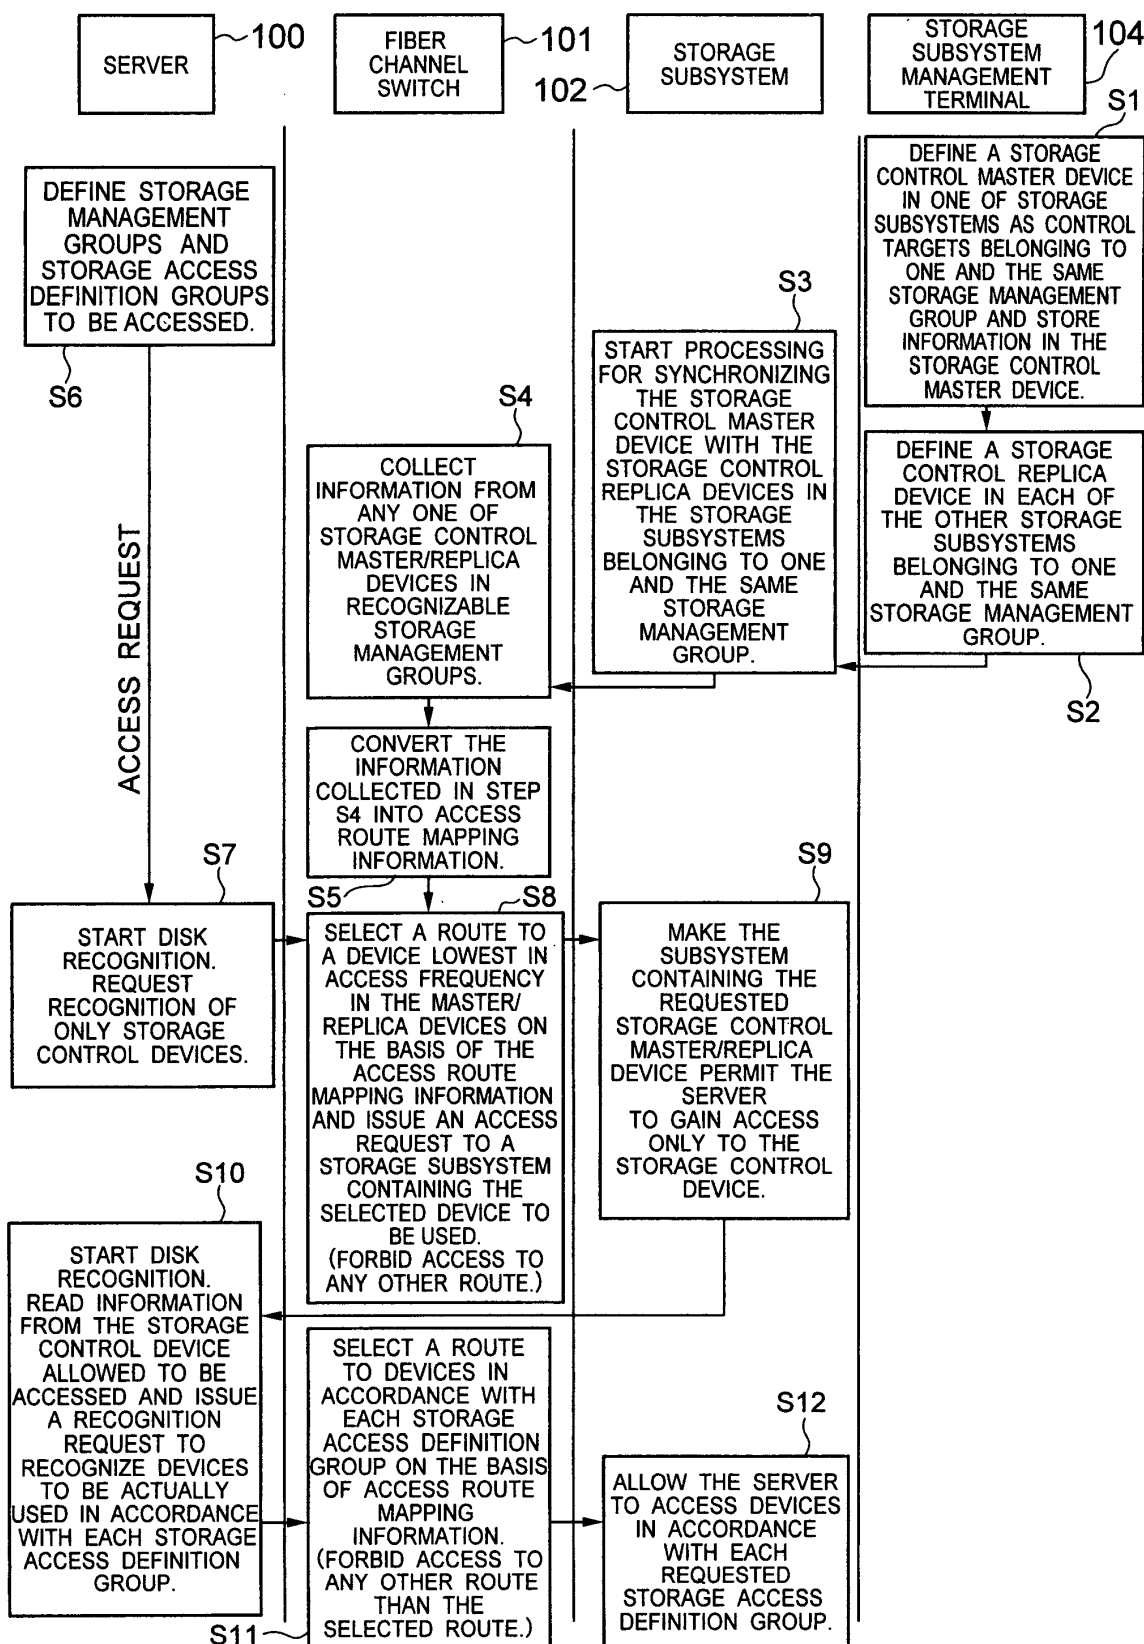 SERVER
100
FIBER
CHANNEL
SWITCH
101
102
STORAGE
SUBSYSTEM
STORAGE
SUBSYSTEM
MANAGEMENT
TERMINAL
104
S1
DEFINE A STORAGE
CONTROL MASTER DEVICE
IN ONE OF STORAGE
SUBSYSTEMS AS CONTROL
TARGETS BELONGING TO
ONE AND THE SAME
STORAGE MANAGEMENT
GROUP AND STORE
INFORMATION IN THE
STORAGE CONTROL
MASTER DEVICE.
DEFINE A STORAGE
CONTROL REPLICA
DEVICE IN EACH OF
THE OTHER STORAGE
SUBSYSTEMS
BELONGING TO ONE
AND THE SAME
STORAGE MANAGEMENT
GROUP.
S2
S3
START PROCESSING
FOR SYNCHRONIZING
THE STORAGE
CONTROL MASTER
DEVICE WITH THE
STORAGE CONTROL
REPLICA DEVICES IN
THE STORAGE
SUBSYSTEMS
BELONGING TO ONE
AND THE SAME
STORAGE
MANAGEMENT
GROUP.
S4
COLLECT
INFORMATION FROM
ANY ONE OF
STORAGE CONTROL
MASTER/REPLICA
DEVICES IN
RECOGNIZABLE
STORAGE
MANAGEMENT
GROUPS.
CONVERT THE
INFORMATION
COLLECTED IN STEP
S4 INTO ACCESS
ROUTE MAPPING
INFORMATION.
S5
DEFINE STORAGE
MANAGEMENT
GROUPS AND
STORAGE ACCESS
DEFINITION GROUPS
TO BE ACCESSED.
S6
ACCESS REQUEST
S7
START DISK
RECOGNITION.
REQUEST
RECOGNITION OF
ONLY STORAGE
CONTROL DEVICES.
S8
SELECT A ROUTE TO
A DEVICE LOWEST IN
ACCESS FREQUENCY
IN THE MASTER/
REPLICA DEVICES ON
THE BASIS OF THE
ACCESS ROUTE
MAPPING INFORMATION
AND ISSUE AN ACCESS
REQUEST TO A
STORAGE SUBSYSTEM
CONTAINING THE
SELECTED DEVICE TO
BE USED.
(FORBID ACCESS TO
ANY OTHER ROUTE.)
S9
MAKE THE
SUBSYSTEM
CONTAINING THE
REQUESTED
STORAGE CONTROL
MASTER/REPLICA
DEVICE PERMIT THE
SERVER
TO GAIN ACCESS
ONLY TO THE
STORAGE CONTROL
DEVICE.
S10
START DISK
RECOGNITION.
READ INFORMATION
FROM THE STORAGE
CONTROL DEVICE
ALLOWED TO BE
ACCESSED AND ISSUE
A RECOGNITION
REQUEST TO
RECOGNIZE DEVICES
TO BE ACTUALLY
USED IN ACCORDANCE
WITH EACH STORAGE
ACCESS DEFINITION
GROUP.
SELECT A ROUTE
TO DEVICES IN
ACCORDANCE WITH
EACH STORAGE
ACCESS DEFINITION
GROUP ON THE BASIS
OF ACCESS ROUTE
MAPPING
INFORMATION.
(FORBID ACCESS TO
ANY OTHER ROUTE
THAN THE
SELECTED ROUTE.)
S11
S12
ALLOW THE SERVER
TO ACCESS DEVICES
IN ACCORDANCE
WITH EACH
REQUESTED
STORAGE ACCESS
DEFINITION GROUP.